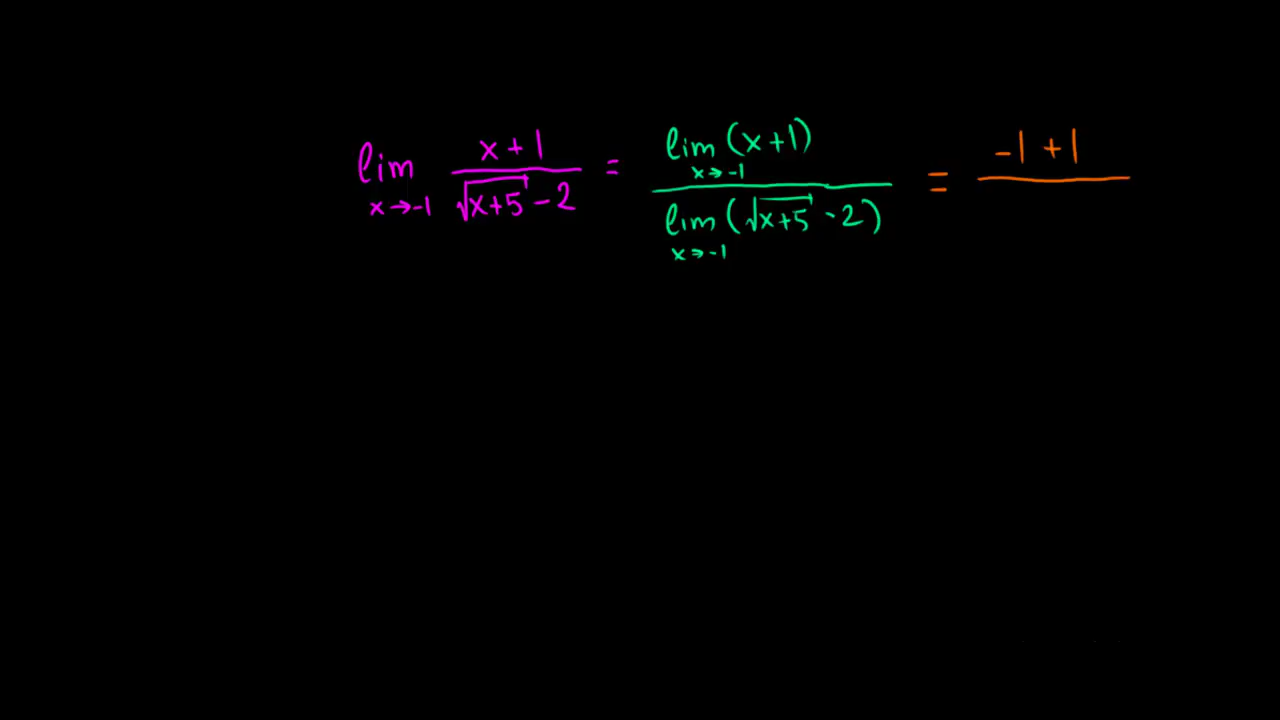 lim x→-1 (x+1)/(√(x+5) - 2) = (lim x→-1 (x+1))/(lim x→-1 (√(x+5) - 2)) = (-1 +1)/